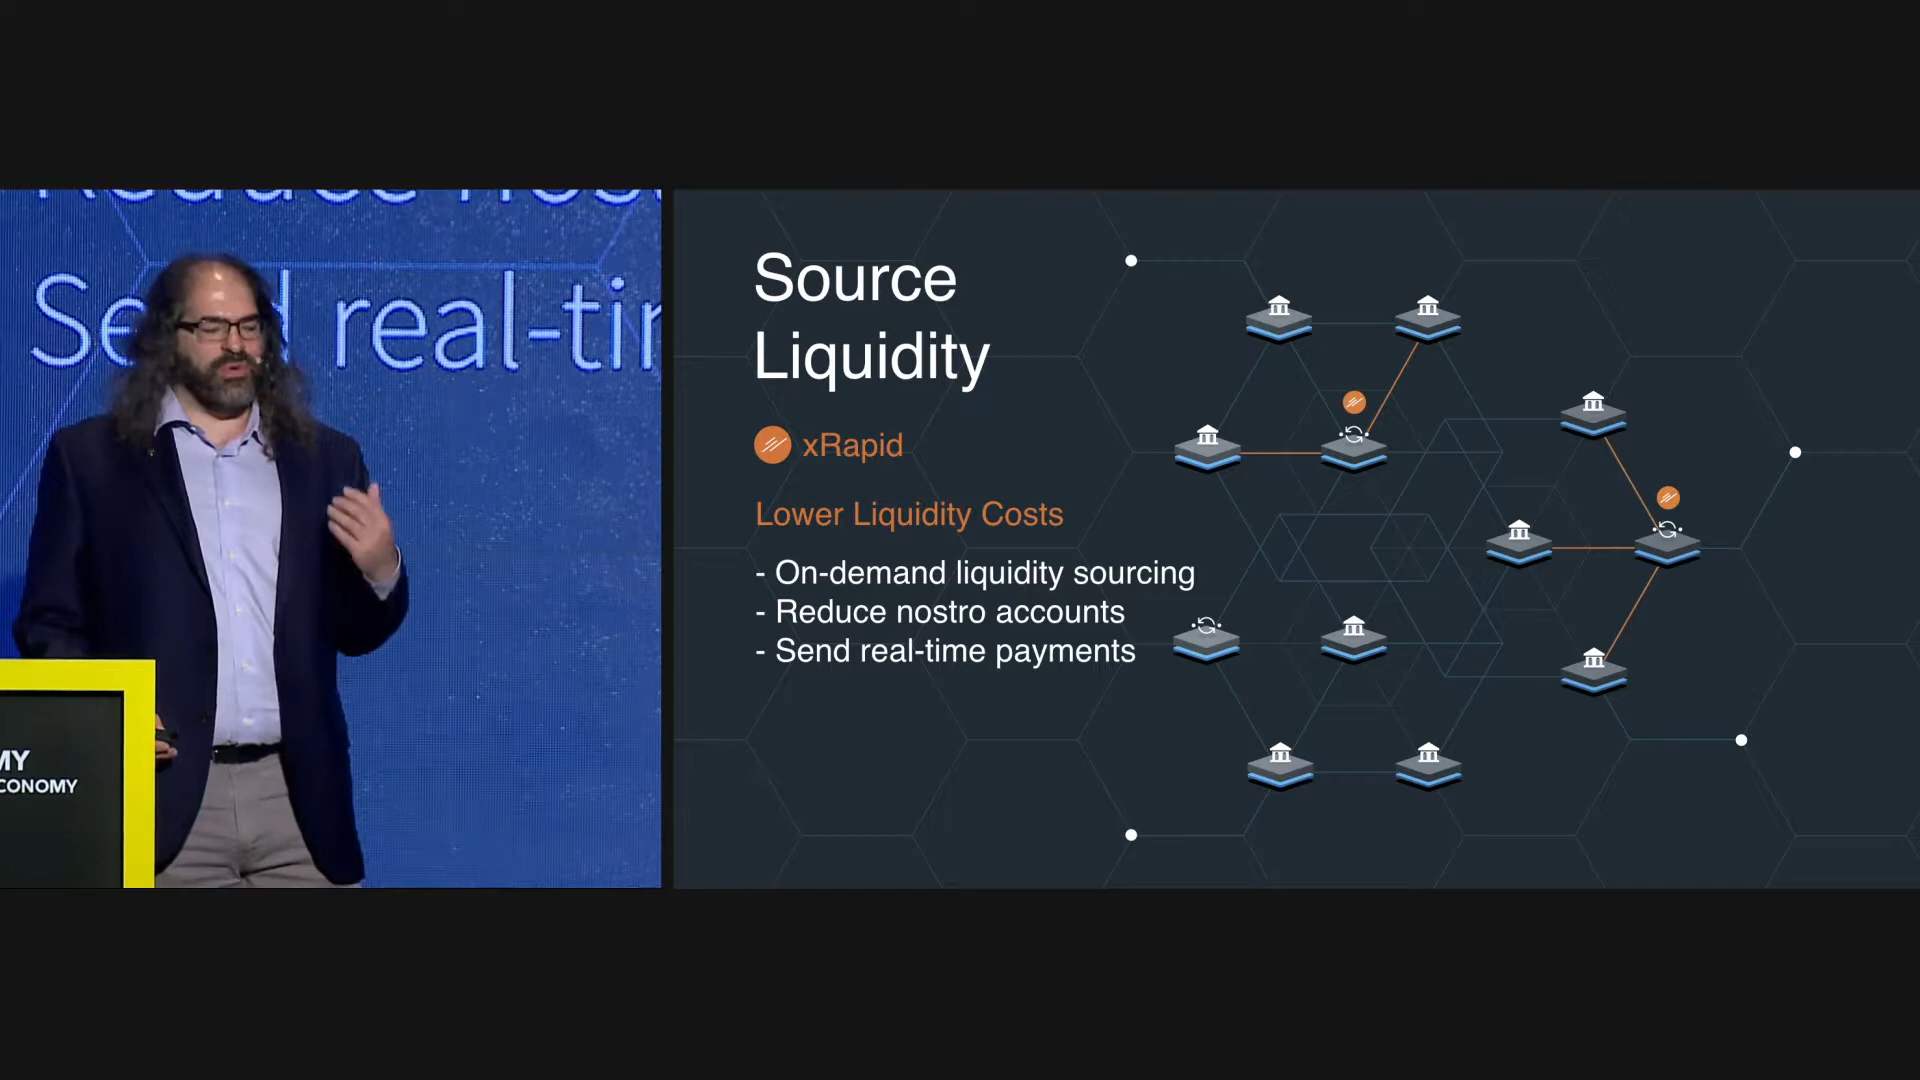 Send real-ti
MY
CONOMY
Source
Liquidity
xRapid
Lower Liquidity Costs
- On-demand liquidity sourcing
- Reduce nostro accounts
- Send real-time payments